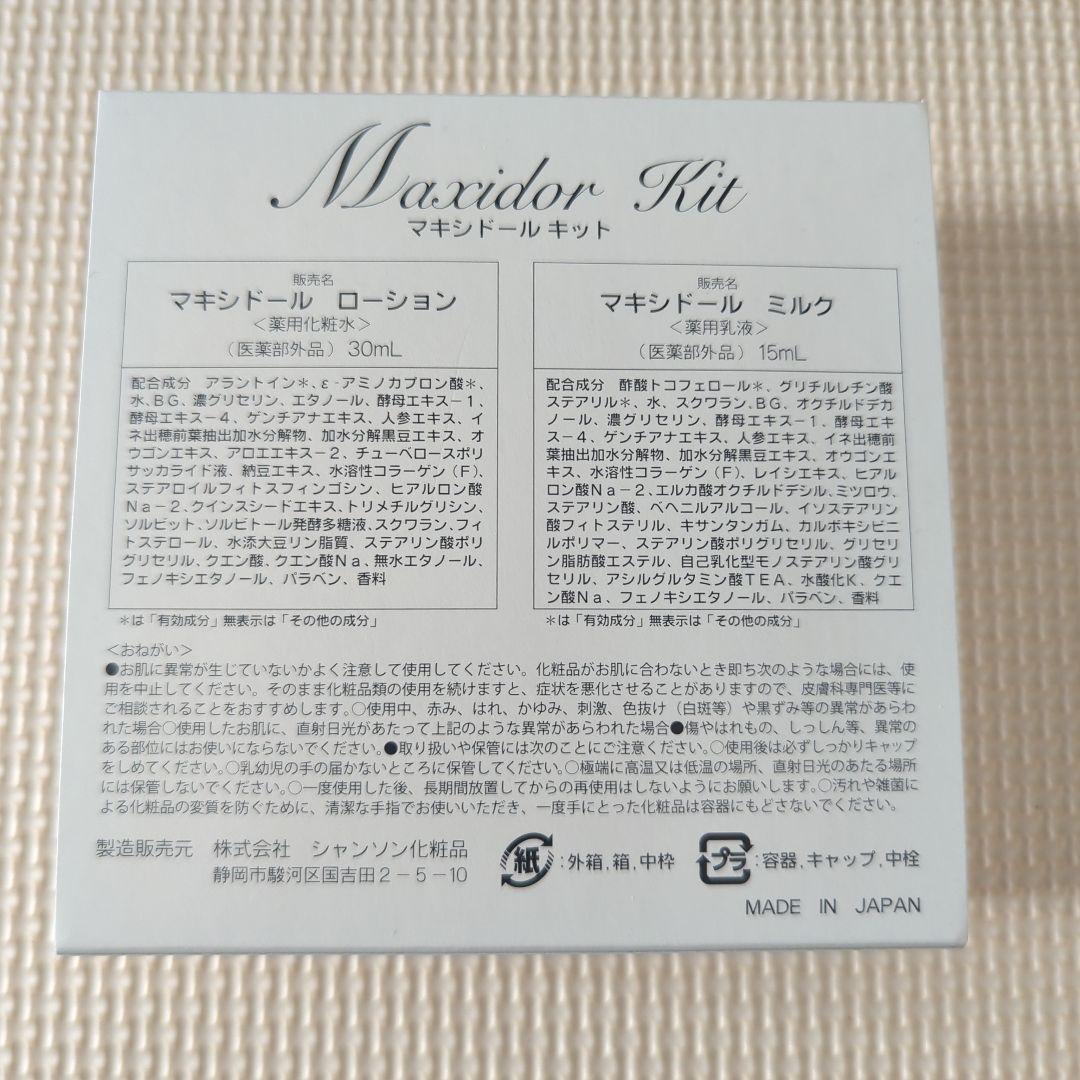 Maxidor Kit
マキシドール キット
販売名
マキシドール ローション
＜薬用化粧水＞
（医薬部外品）30mL
配合成分 アラントイン＊、ε-アミノカプロン酸＊、
水、BG、濃グリセリン、エタノール、酵母エキス－1、
酵母エキス－4、ゲンチアナエキス、人参エキス、イ
ネ出穂前葉抽出加水分解物、加水分解黒豆エキス、オ
ウゴンエキス、アロエエキス－2、チューベロースポリ
サッカライド液、納豆エキス、水溶性コラーゲン（F）、
ステアロイルフィトスフィンゴシン、ヒアルロン酸
Na－2、クインスシードエキス、トリメチルグリシン、
ソルビット、ソルビトール発酵多糖液、スクワラン、フィ
トステロール、水添大豆リン脂質、ステアリン酸ポリ
グリセリル、クエン酸、クエン酸Na、無水エタノール、
フェノキシエタノール、パラベン、香料
＊は「有効成分」無表示は「その他の成分」
販売名
マキシドール ミルク
＜薬用乳液＞
（医薬部外品）15mL
配合成分 酢酸トコフェロール＊、グリチルレチン酸
ステアリル＊、水、スクワラン、BG、オクチルドデカ
ノール、濃グリセリン、酵母エキス－1、酵母エキ
ス－4、ゲンチアナエキス、人参エキス、イネ出穂前
葉抽出加水分解物、加水分解黒豆エキス、オウゴンエ
キス、水溶性コラーゲン（F）、レイシエキス、ヒアル
ロン酸Na－2、エルカ酸オクチルドデシル、ミツロウ、
ステアリン酸、ベヘニルアルコール、イソステアリン
酸フィトステリル、キサンタンガム、カルボキシビニ
ルポリマー、ステアリン酸ポリグリセリル、グリセリ
ン脂肪酸エステル、自己乳化型モノステアリン酸グリ
セリル、アシルグルタミン酸TEA、水酸化K、クエ
ン酸Na、フェノキシエタノール、パラベン、香料
＊は「有効成分」無表示は「その他の成分」
＜おねがい＞
●お肌に異常が生じていないかよく注意して使用してください。化粧品がお肌に合わないとき即ち次のような場合には、使
用を中止してください。そのまま化粧品類の使用を続けますと、症状を悪化させることがありますので、皮膚科専門医等に
ご相談されることをおすすめします。○使用中、赤み、はれ、かゆみ、刺激、色抜け（白斑等）や黒ずみ等の異常があらわ
れた場合○使用したお肌に、直射日光があたって上記のような異常があらわれた場合●傷やはれもの、しっしん等、異常の
ある部位にはお使いにならないでください。●取り扱いや保管には次のことにご注意ください。○使用後は必ずしっかりキャップ
をしめてください。○乳幼児の手の届かないところに保管してください。○極端に高温又は低温の場所、直射日光のあたる場所
には保管しないでください。○一度使用した後、長期間放置してからの再使用はしないようにお願いします。○汚れや雑菌に
よる化粧品の変質を防ぐために、清潔な手指でお使いいただき、一度手にとった化粧品は容器にもどさないでください。
製造販売元 株式会社 シャンソン化粧品
静岡市駿河区国吉田2－5－10
紙：外箱，箱，中枠
プラ：容器，キャップ，中栓
MADE IN JAPAN